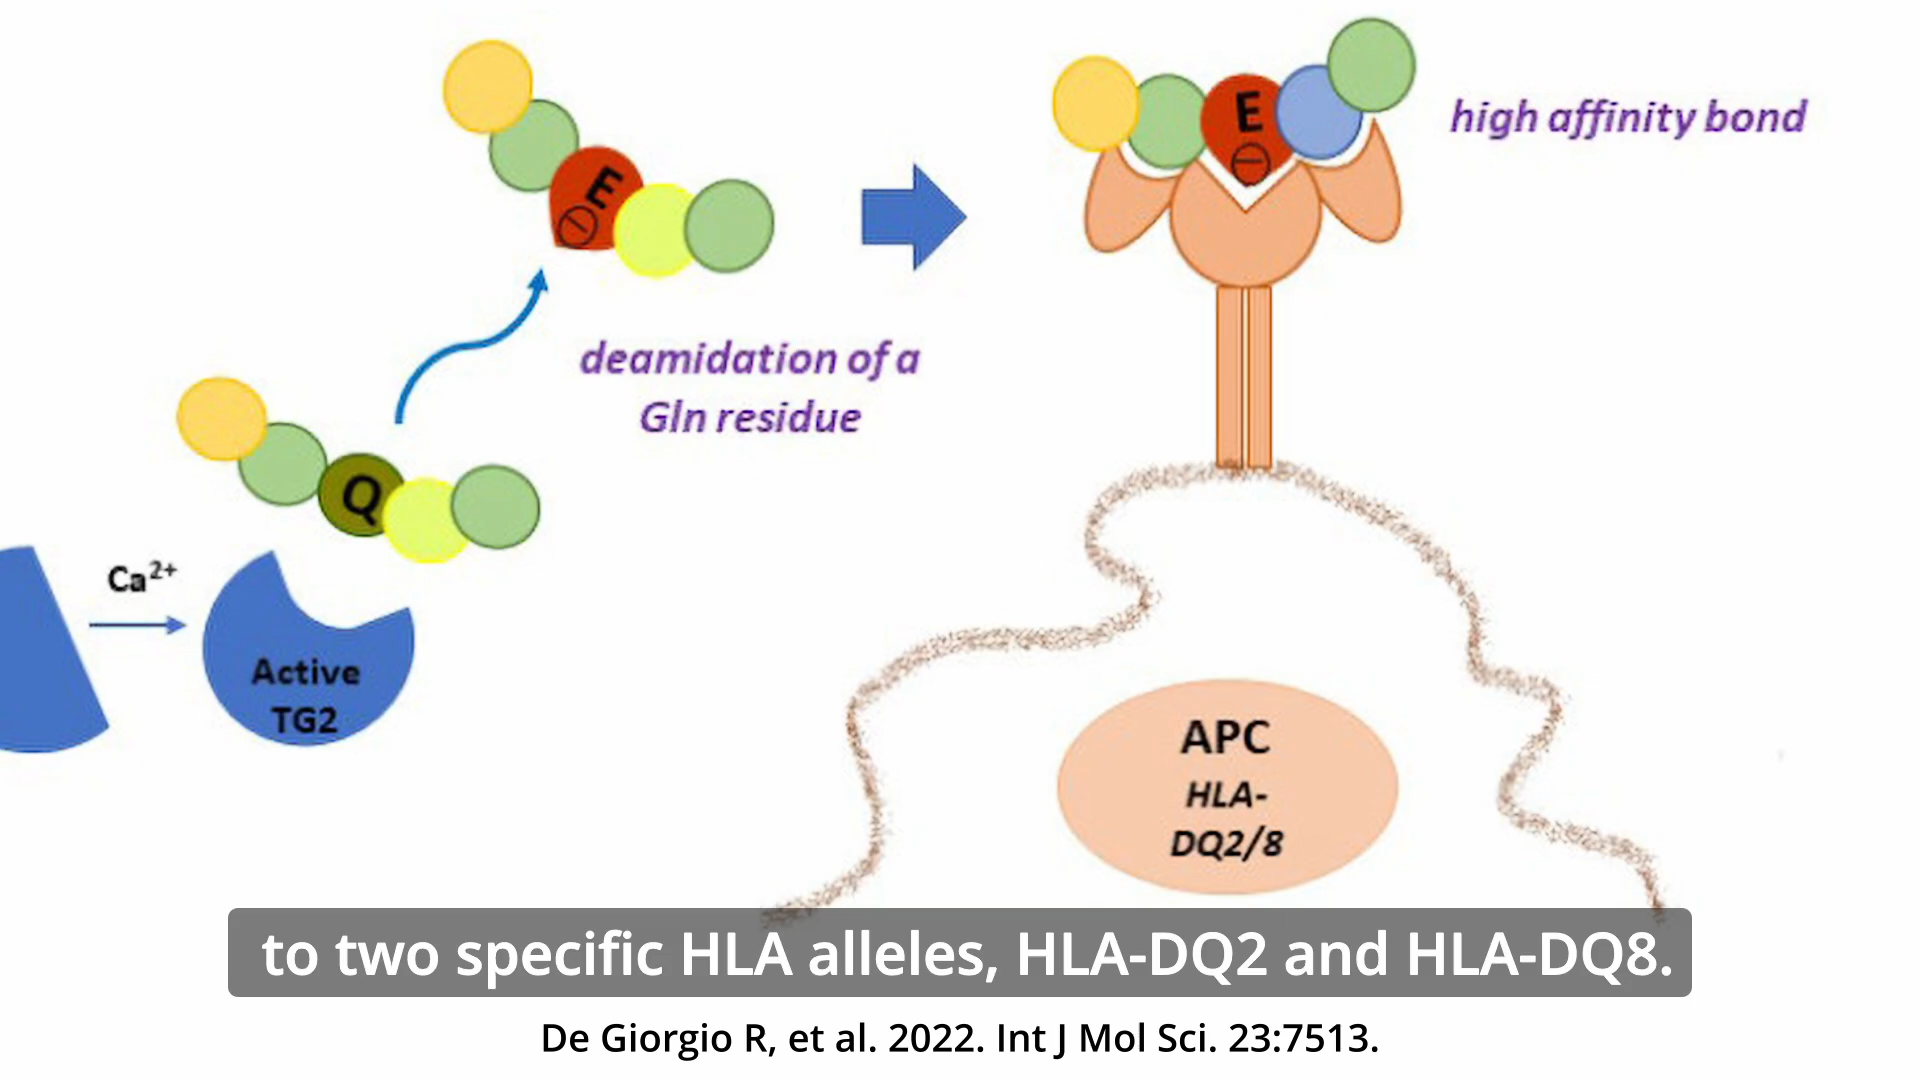 E
E
high affinity bond
deamidation of a
Gln residue
Q
Ca²⁺
Active
TG2
APC
HLA-
DQ2/8
to two specific HLA alleles, HLA-DQ2 and HLA-DQ8.
De Giorgio R, et al. 2022. Int J Mol Sci. 23:7513.